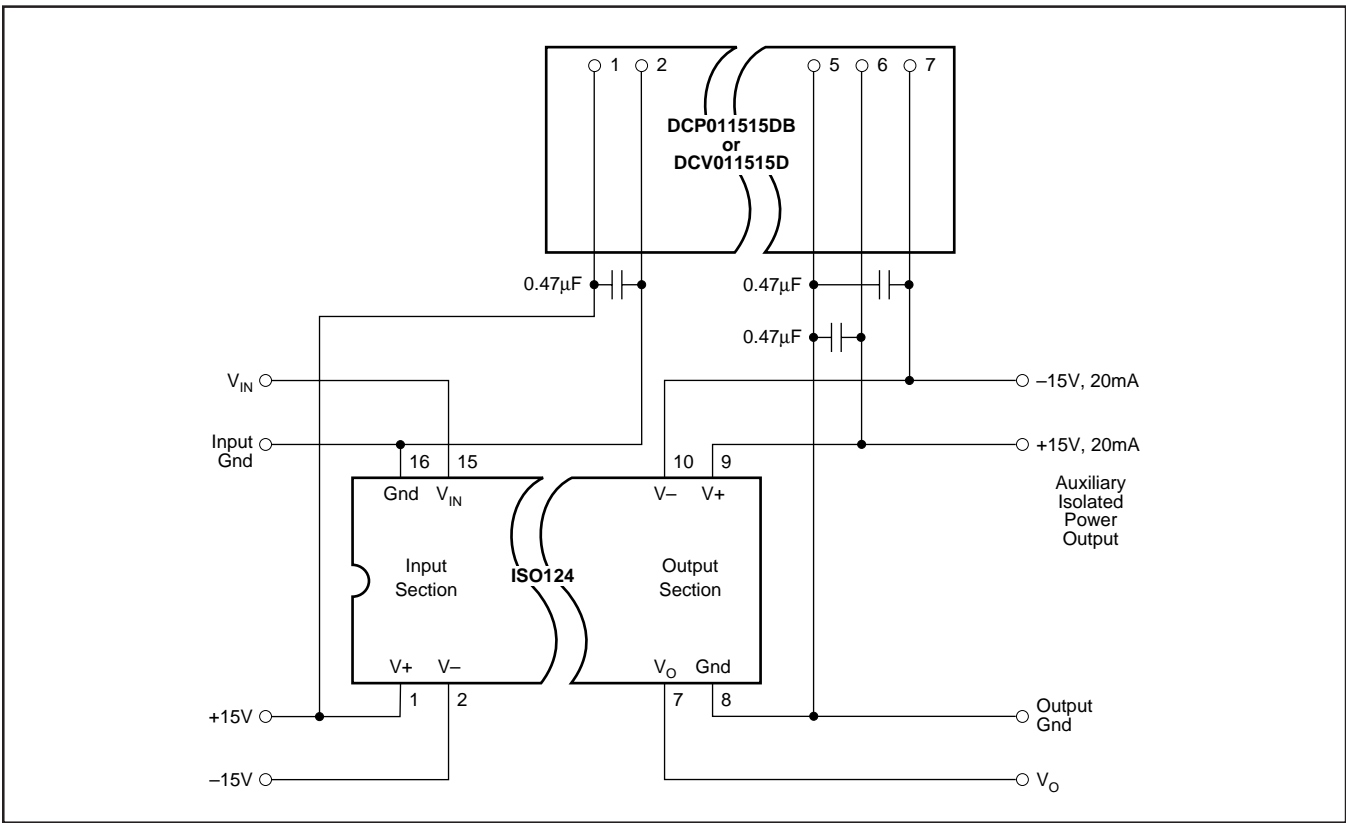 1 2 5 6 7
DCP011515DB
or
DCV011515D
0.47μF 0.47μF
0.47μF
V_IN –15V, 20mA
Input
Gnd
+15V, 20mA
16 15 10 9
Gnd V_IN V– V+
Auxiliary
Isolated
Power
Output
Input
Section
ISO124
Output
Section
V+ V– V_O Gnd
1 2 7 8
+15V
Output
Gnd
–15V V_O